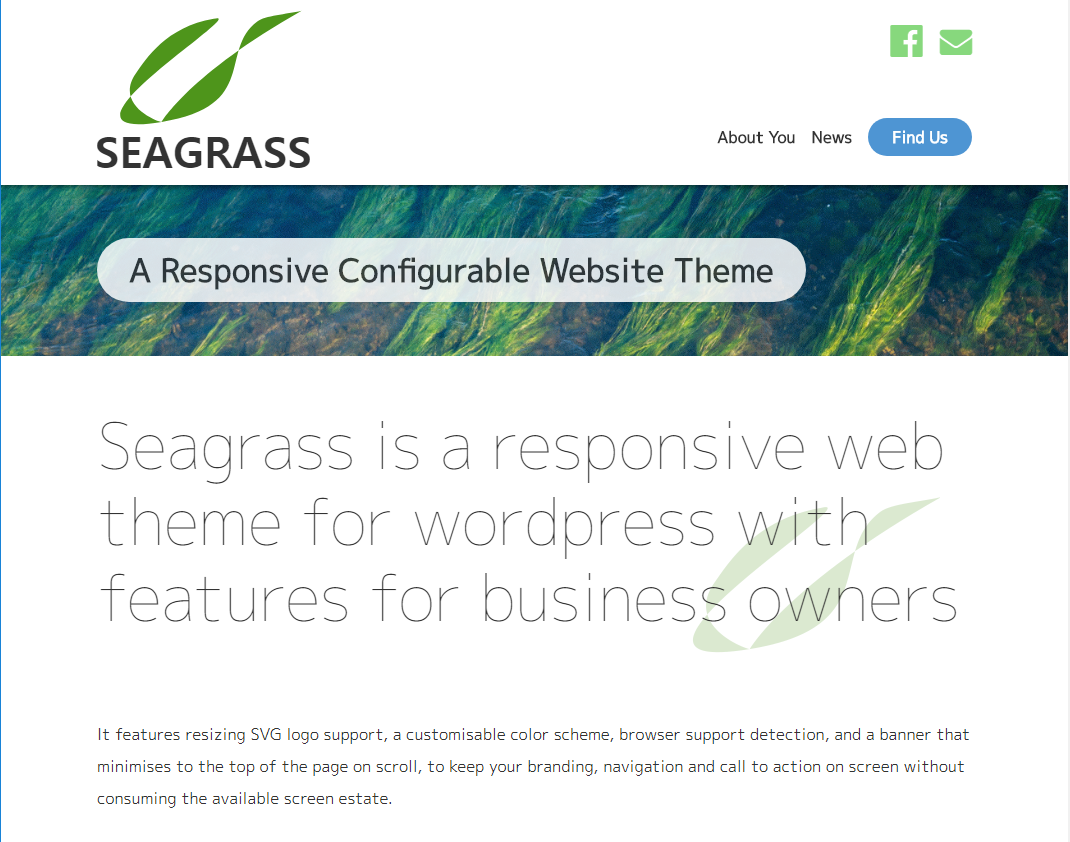 SEAGRASS
About You News Find Us
A Responsive Configurable Website Theme
Seagrass is a responsive web
theme for wordpress with
features for business owners
It features resizing SVG logo support, a customisable color scheme, browser support detection, and a banner that
minimises to the top of the page on scroll, to keep your branding, navigation and call to action on screen without
consuming the available screen estate.